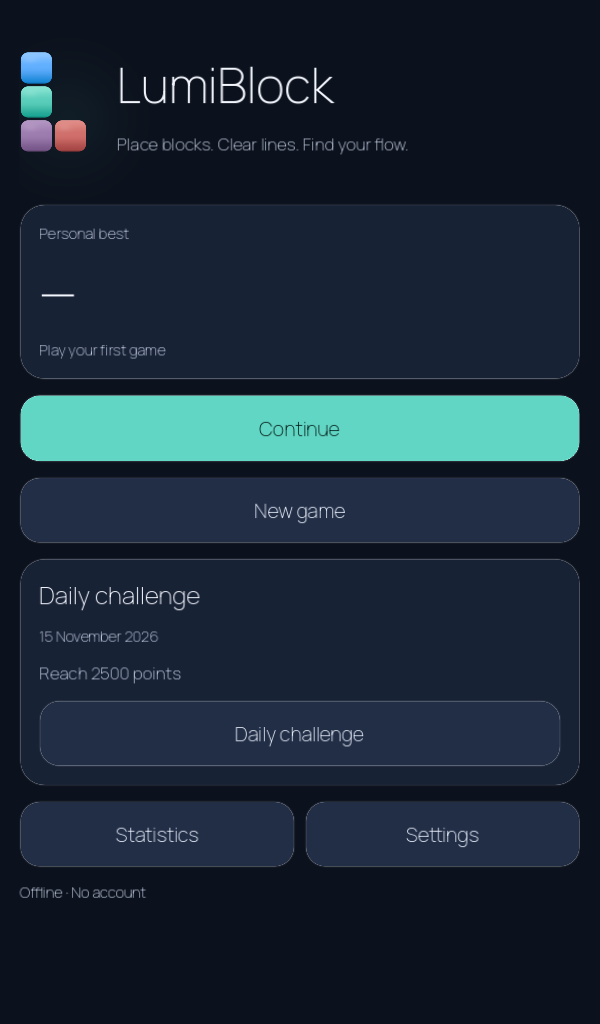 LumiBlock
Place blocks. Clear lines. Find your flow.
Personal best
—
Play your first game
Continue
New game
Daily challenge
15 November 2026
Reach 2500 points
Daily challenge
Statistics
Settings
Offline · No account